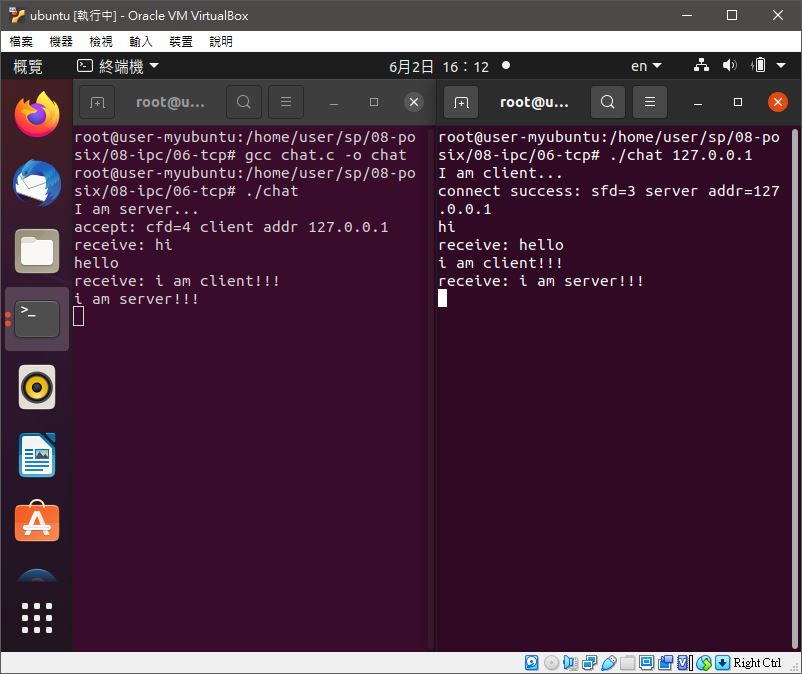 ubuntu [執行中] - Oracle VM VirtualBox
檔案 機器 檢視 輸入 裝置 說明
概覽 終端機 6月2日 16：12 en
root@u...
root@user-myubuntu:/home/user/sp/08-po
six/08-ipc/06-tcp# gcc chat.c -o chat
root@user-myubuntu:/home/user/sp/08-po
six/08-ipc/06-tcp# ./chat
I am server...
accept: cfd=4 client addr 127.0.0.1
receive: hi
hello
receive: i am client!!!
i am server!!!
root@u...
root@user-myubuntu:/home/user/sp/08-po
six/08-ipc/06-tcp# ./chat 127.0.0.1
I am client...
connect success: sfd=3 server addr=127
.0.0.1
hi
receive: hello
i am client!!!
receive: i am server!!!
Right Ctrl